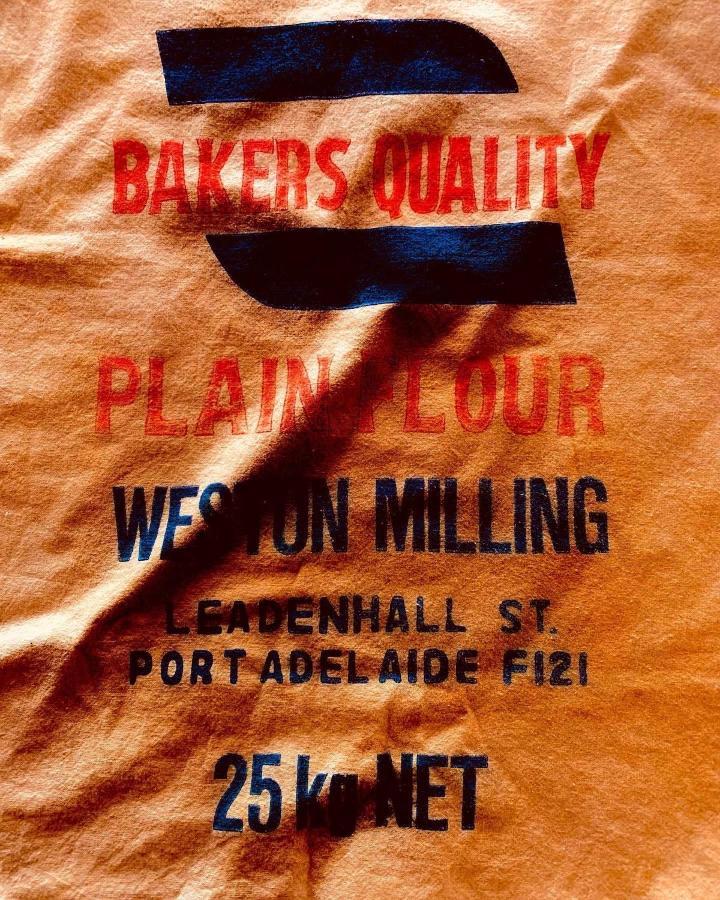 BAKERS QUALITY
PLAIN FLOUR
WESTON MILLING
LEADENHALL ST.
PORT ADELAIDE F121
25 kg NET